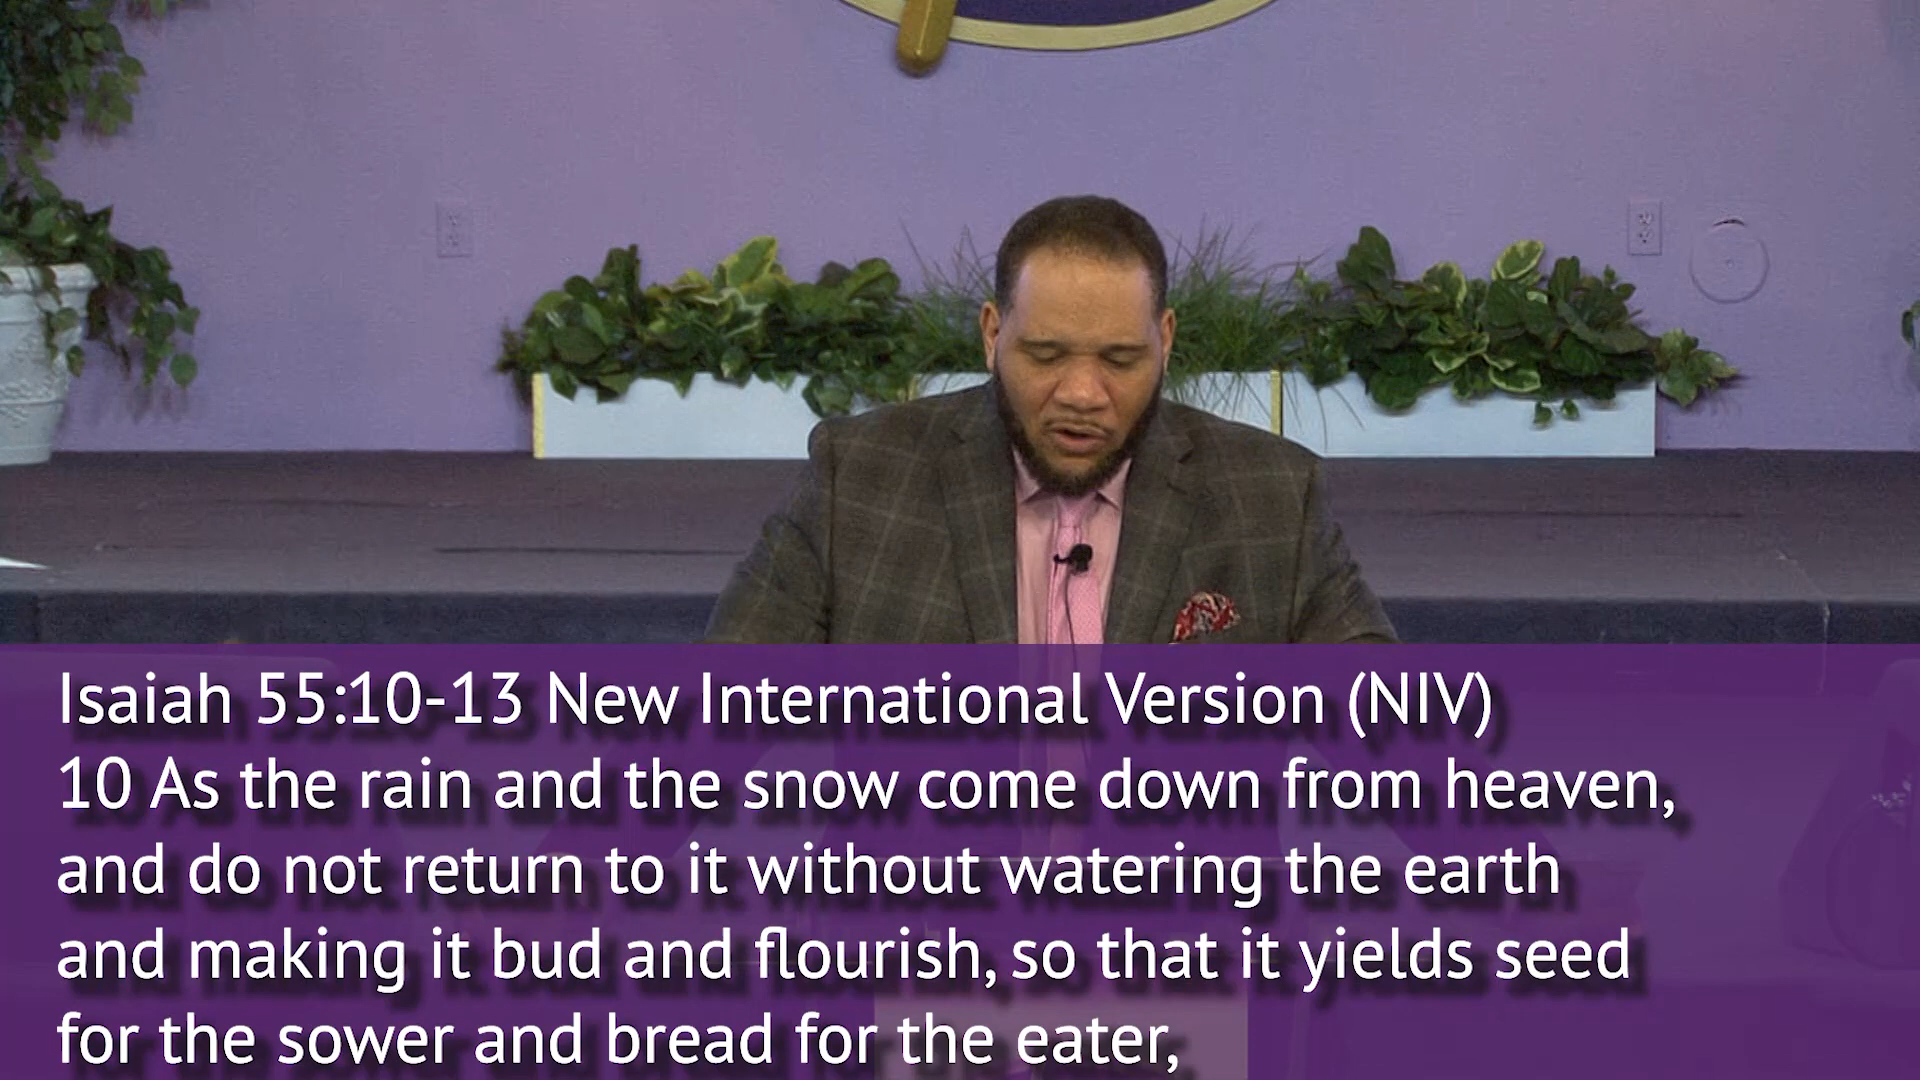 Isaiah 55:10-13 New International Version (NIV)
10 As the rain and the snow come down from heaven,
and do not return to it without watering the earth
and making it bud and flourish, so that it yields seed
for the sower and bread for the eater,